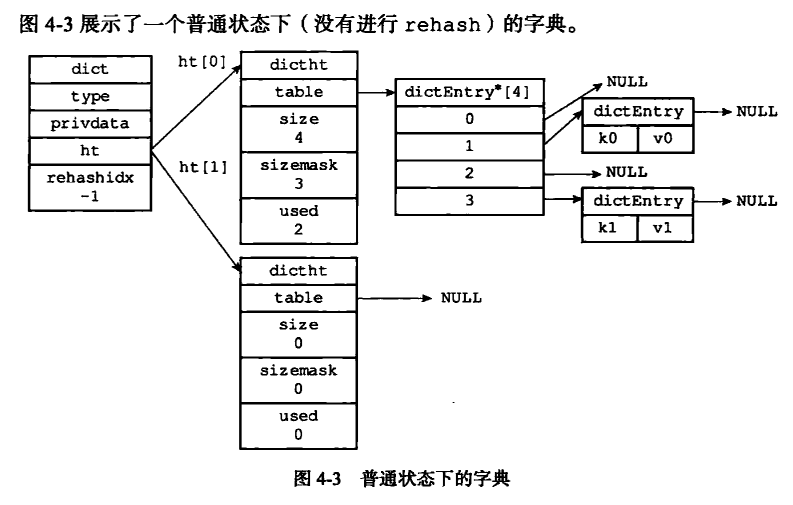 图 4-3 展示了一个普通状态下（没有进行 rehash）的字典。
dict
type
privdata
ht
rehashidx
-1
ht[0]
ht[1]
dictht
table
size
4
sizemask
3
used
2
dictEntry*[4]
0
1
2
3
NULL
dictEntry
k0 v0
NULL
NULL
dictEntry
k1 v1
NULL
dictht
table
NULL
size
0
sizemask
0
used
0
图 4-3 普通状态下的字典